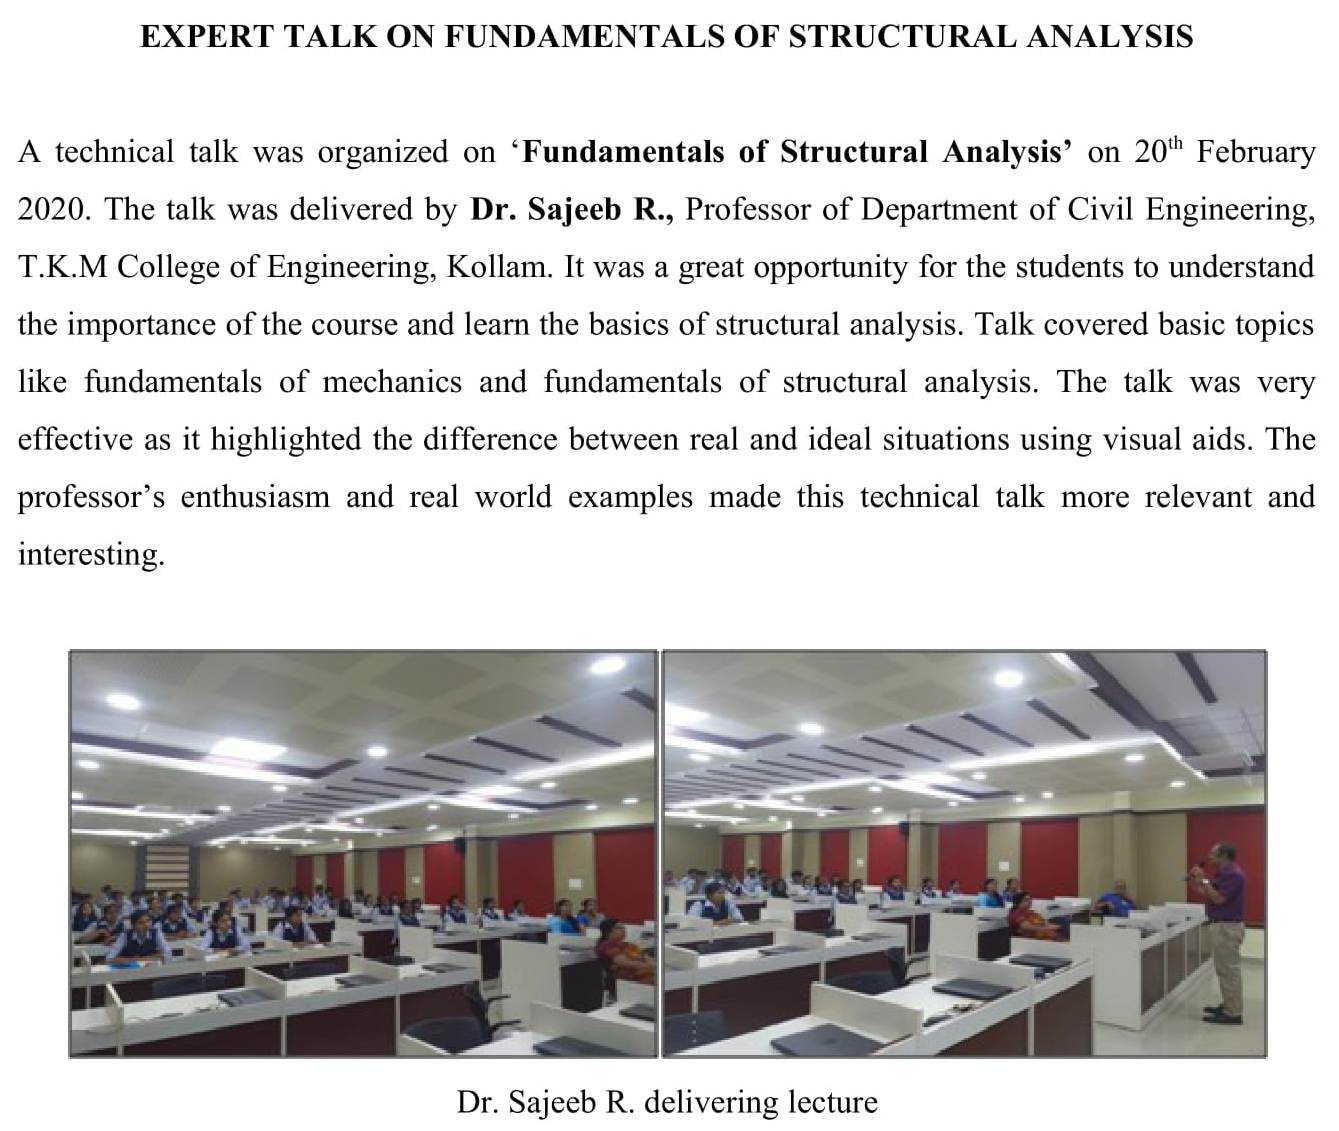 EXPERT TALK ON FUNDAMENTALS OF STRUCTURAL ANALYSIS
A technical talk was organized on ‘Fundamentals of Structural Analysis’ on 20th February
2020. The talk was delivered by Dr. Sajeeb R., Professor of Department of Civil Engineering,
T.K.M College of Engineering, Kollam. It was a great opportunity for the students to understand
the importance of the course and learn the basics of structural analysis. Talk covered basic topics
like fundamentals of mechanics and fundamentals of structural analysis. The talk was very
effective as it highlighted the difference between real and ideal situations using visual aids. The
professor’s enthusiasm and real world examples made this technical talk more relevant and
interesting.
Dr. Sajeeb R. delivering lecture